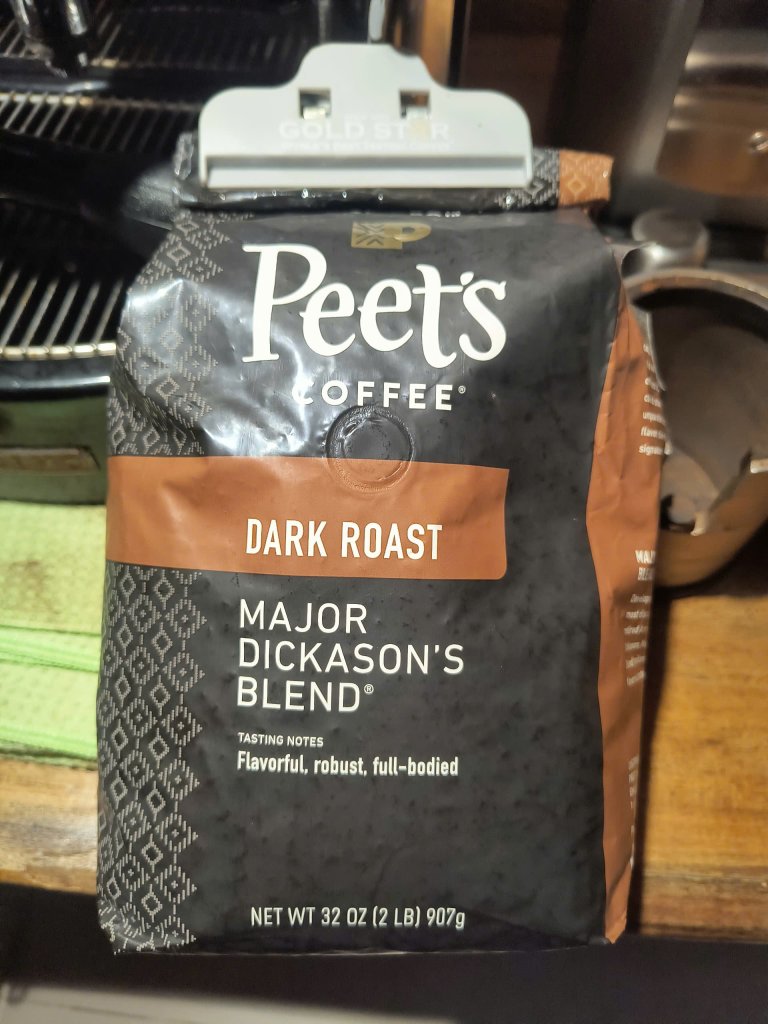 GOLD STAR
Peet's
COFFEE®
DARK ROAST
MAJOR
DICKASON'S
BLEND®
TASTING NOTES
Flavorful, robust, full-bodied
NET WT 32 OZ (2 LB) 907g